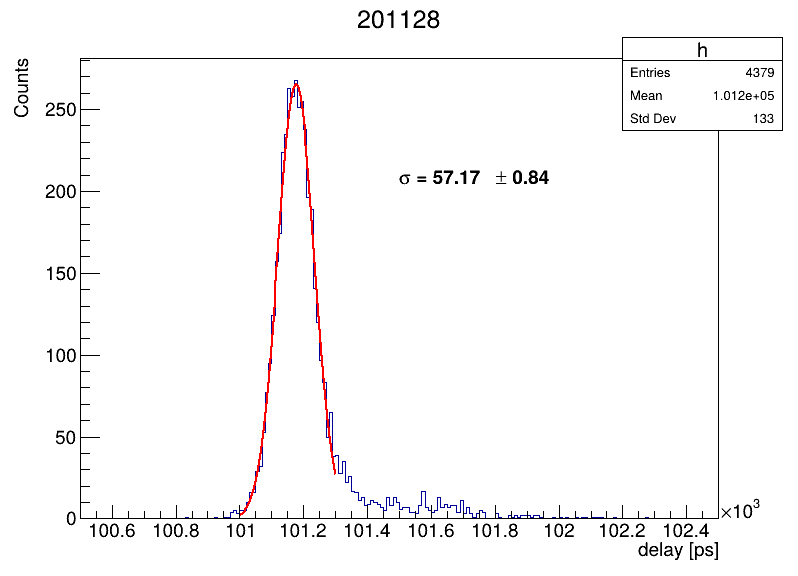 201128
h
Entries 4379
Mean 1.012e+05
Std Dev 133
Counts
250
200
150
100
50
0
σ = 57.17 ± 0.84
100.6 100.8 101 101.2 101.4 101.6 101.8 102 102.2 102.4
×10³
delay [ps]